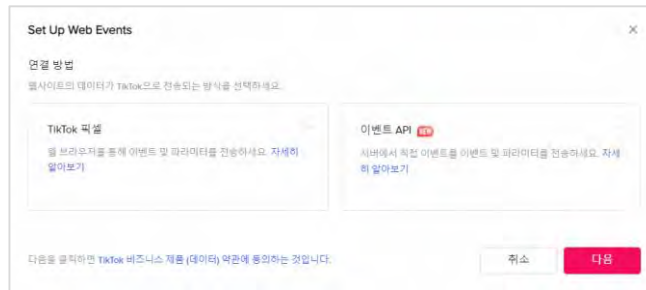 Set Up Web Events
연결 방법
웹사이트의 데이터가 TikTok으로 전송되는 방식을 선택하세요.
TikTok 픽셀
웹 브라우저를 통해 이벤트 및 파라미터를 전송하세요. 자세히
알아보기
이벤트 API NEW
서버에서 직접 이벤트를 이벤트 및 파라미터를 전송하세요. 자세
히 알아보기
다음을 클릭하면 TikTok 비즈니스 제품 (데이터) 약관에 동의하는 것입니다.
취소
다음